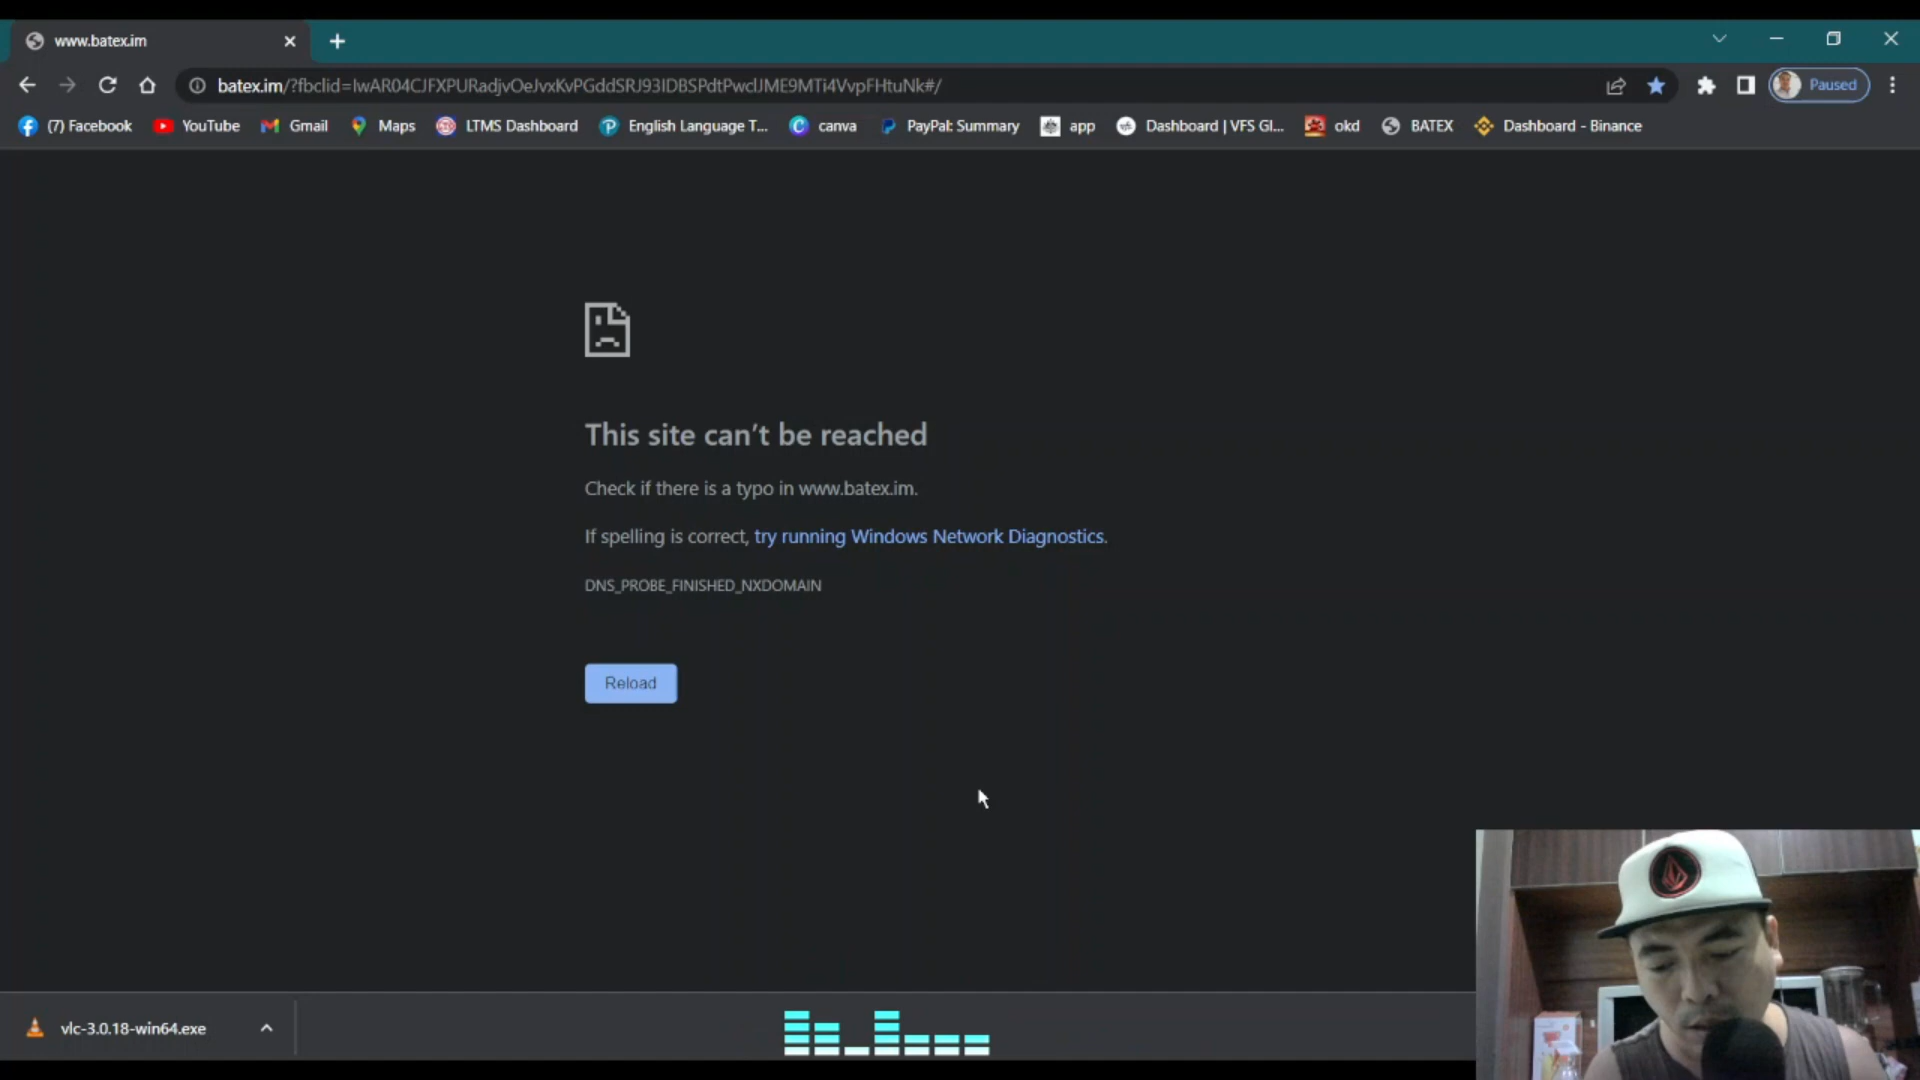 www.batex.im
batex.im/?fbclid=IwAR04CJFXPURadjvOeJvxKvPGddSRJ93IDBSPdtPwclJME9MTi4VvpFHtuNk#/
Paused
(7) Facebook YouTube Gmail Maps LTMS Dashboard English Language T... canva PayPal: Summary app Dashboard | VFS Gl... okd BATEX Dashboard - Binance
This site can’t be reached
Check if there is a typo in www.batex.im.
If spelling is correct, try running Windows Network Diagnostics.
DNS_PROBE_FINISHED_NXDOMAIN
Reload
vlc-3.0.18-win64.exe